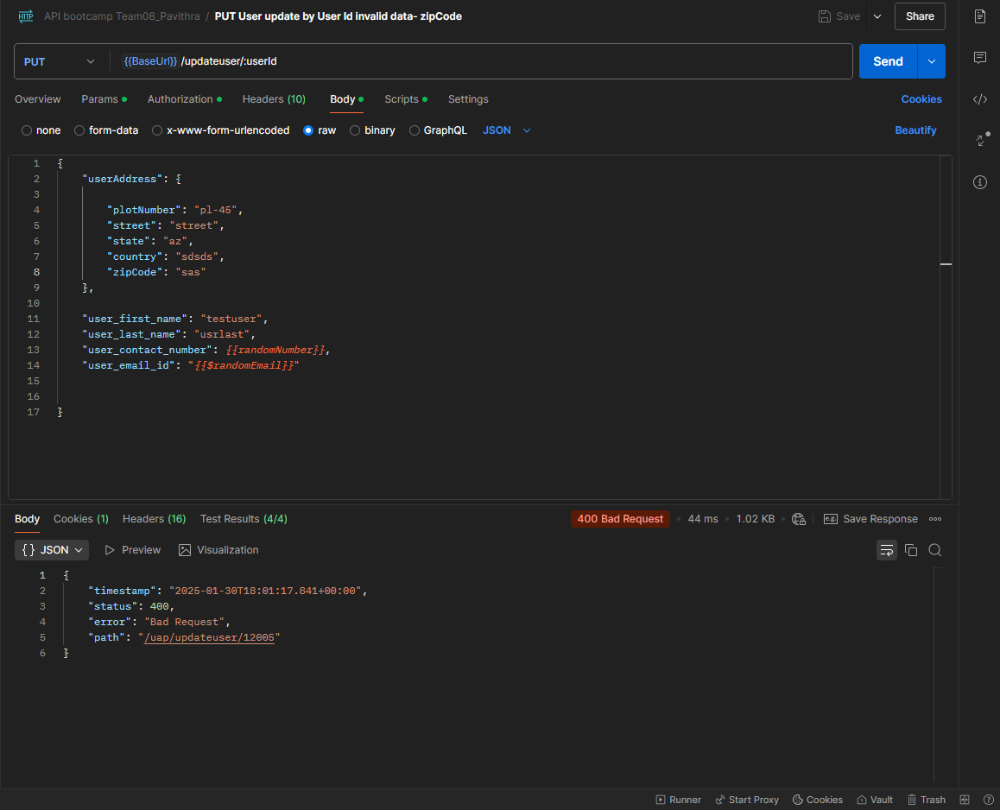 HTTP API bootcamp Team08_Pavithra / PUT User update by User Id invalid data- zipCode Save Share
PUT {{BaseUrl}} /updateuser/:userId Send
Overview Params Authorization Headers (10) Body Scripts Settings Cookies
none form-data x-www-form-urlencoded raw binary GraphQL JSON Beautify
1 {
2 "userAddress": {
3
4 "plotNumber": "pl-45",
5 "street": "street",
6 "state": "az",
7 "country": "sdsds",
8 "zipCode": "sas"
9 },
10
11 "user_first_name": "testuser",
12 "user_last_name": "usrlast",
13 "user_contact_number": {{randomNumber}},
14 "user_email_id": "{{$randomEmail}}"
15
16
17 }
Body Cookies (1) Headers (16) Test Results (4/4) 400 Bad Request 44 ms 1.02 KB e.g. Save Response
{} JSON Preview Visualization
1 {
2 "timestamp": "2025-01-30T18:01:17.841+00:00",
3 "status": 400,
4 "error": "Bad Request",
5 "path": "/uap/updateuser/12005"
6 }
Runner Start Proxy Cookies Vault Trash